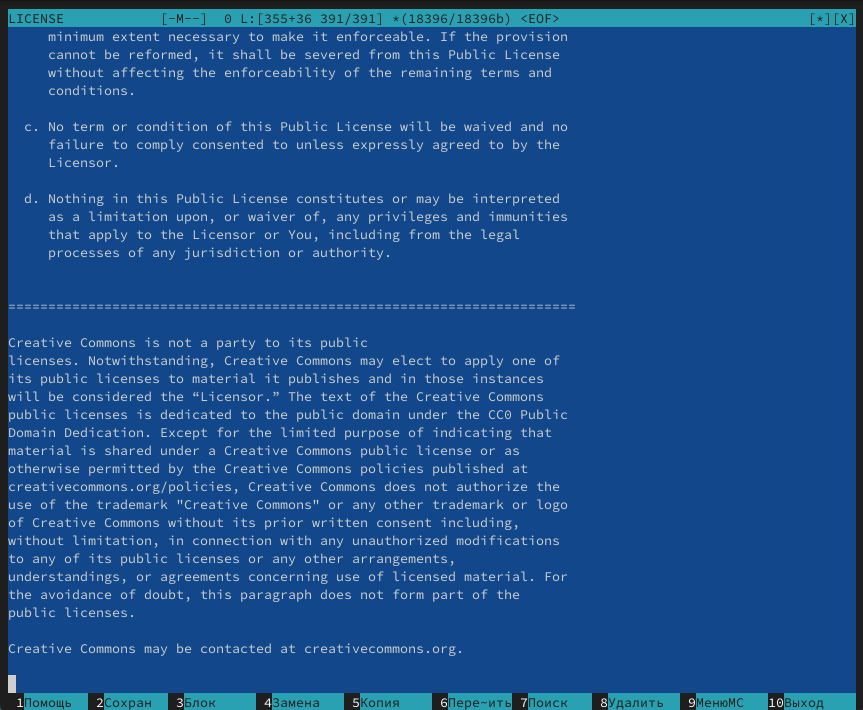 LICENSE [-M--] 0 L:[355+36 391/391] *(18396/18396b) <EOF> [*][X]
minimum extent necessary to make it enforceable. If the provision
cannot be reformed, it shall be severed from this Public License
without affecting the enforceability of the remaining terms and
conditions.
c. No term or condition of this Public License will be waived and no
failure to comply consented to unless expressly agreed to by the
Licensor.
d. Nothing in this Public License constitutes or may be interpreted
as a limitation upon, or waiver of, any privileges and immunities
that apply to the Licensor or You, including from the legal
processes of any jurisdiction or authority.
=======================================================================
Creative Commons is not a party to its public
licenses. Notwithstanding, Creative Commons may elect to apply one of
its public licenses to material it publishes and in those instances
will be considered the “Licensor.” The text of the Creative Commons
public licenses is dedicated to the public domain under the CC0 Public
Domain Dedication. Except for the limited purpose of indicating that
material is shared under a Creative Commons public license or as
otherwise permitted by the Creative Commons policies published at
creativecommons.org/policies, Creative Commons does not authorize the
use of the trademark "Creative Commons" or any other trademark or logo
of Creative Commons without its prior written consent including,
without limitation, in connection with any unauthorized modifications
to any of its public licenses or any other arrangements,
understandings, or agreements concerning use of licensed material. For
the avoidance of doubt, this paragraph does not form part of the
public licenses.
Creative Commons may be contacted at creativecommons.org.
1Помощь 2Сохран 3Блок 4Замена 5Копия 6Пере~ить 7Поиск 8Удалить 9МенюМС 10Выход